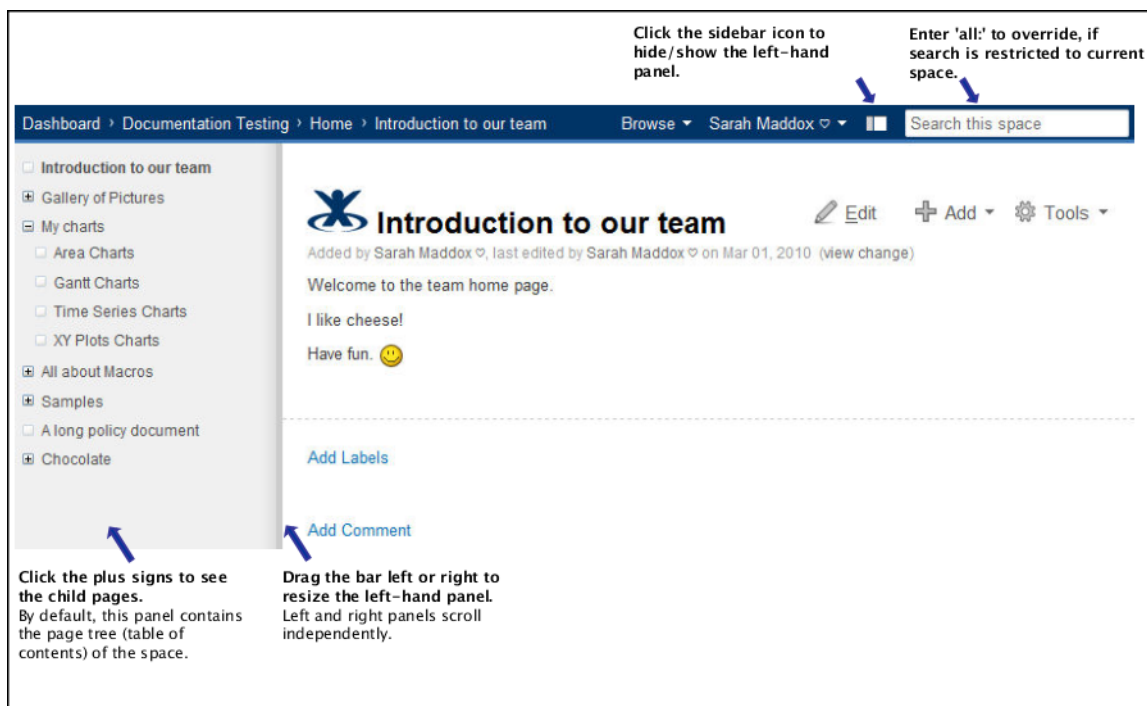 Click the sidebar icon to
hide/show the left-hand
panel.
Enter 'all:' to override, if
search is restricted to current
space.
Dashboard › Documentation Testing › Home › Introduction to our team
Browse
Sarah Maddox ♡
Search this space
Introduction to our team
Gallery of Pictures
My charts
Area Charts
Gantt Charts
Time Series Charts
XY Plots Charts
All about Macros
Samples
A long policy document
Chocolate
Introduction to our team
Edit
Add
Tools
Added by Sarah Maddox ♡, last edited by Sarah Maddox ♡ on Mar 01, 2010 (view change)
Welcome to the team home page.
I like cheese!
Have fun.
Add Labels
Add Comment
Click the plus signs to see
the child pages.
By default, this panel contains
the page tree (table of
contents) of the space.
Drag the bar left or right to
resize the left-hand panel.
Left and right panels scroll
independently.